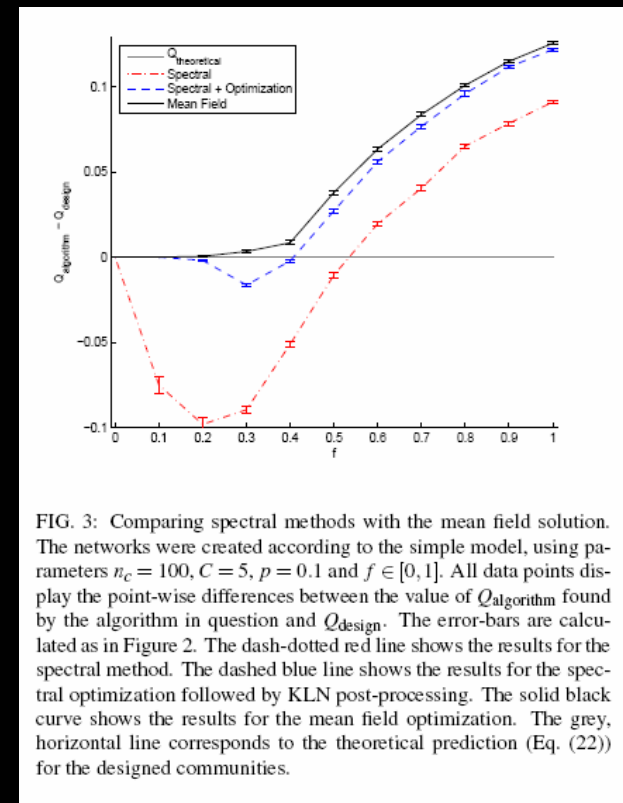 Q_theoretical
Spectral
Spectral + Optimization
Mean Field
0.1
0.05
0
−0.05
−0.1
Q_algorithm − Q_design
0 0.1 0.2 0.3 0.4 0.5 0.6 0.7 0.8 0.9 1
f
FIG. 3: Comparing spectral methods with the mean field solution.
The networks were created according to the simple model, using pa-
rameters n_c = 100, C = 5, p = 0.1 and f ∈ [0, 1]. All data points dis-
play the point-wise differences between the value of Q_algorithm found
by the algorithm in question and Q_design. The error-bars are calcu-
lated as in Figure 2. The dash-dotted red line shows the results for the
spectral method. The dashed blue line shows the results for the spec-
tral optimization followed by KLN post-processing. The solid black
curve shows the results for the mean field optimization. The grey,
horizontal line corresponds to the theoretical prediction (Eq. (22))
for the designed communities.